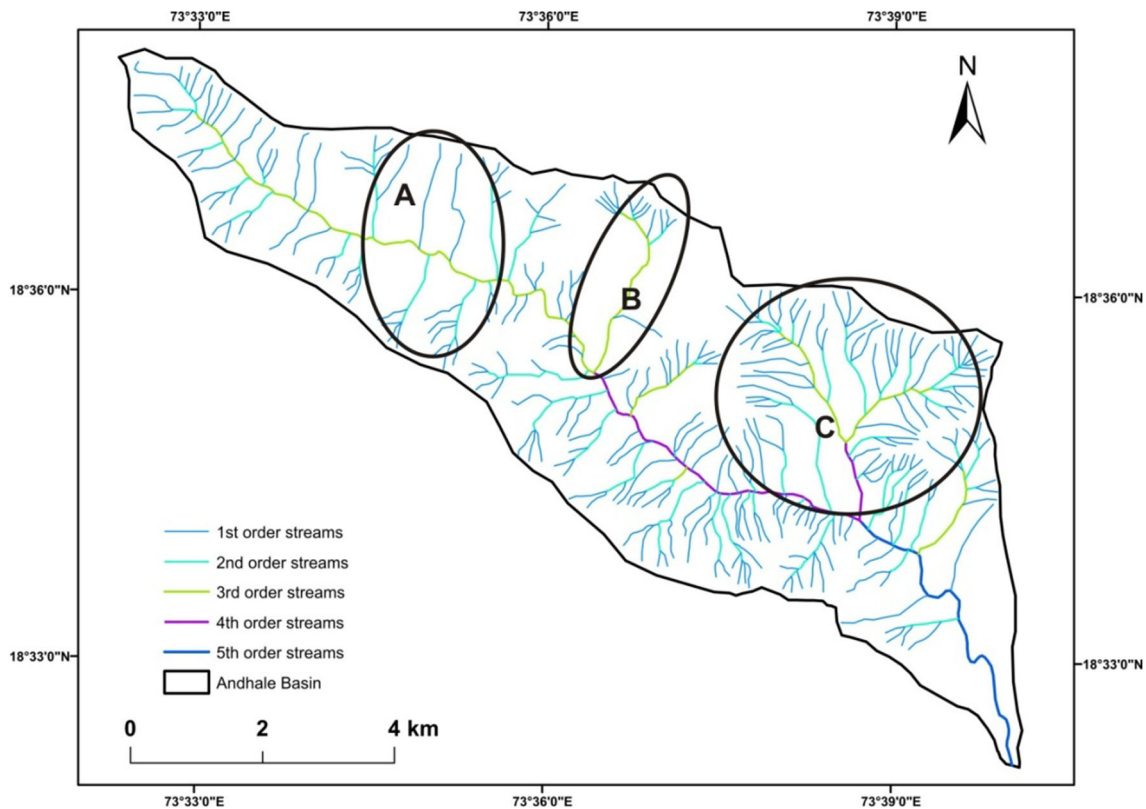 73°33'0"E 73°36'0"E 73°39'0"E
N
A
18°36'0"N 18°36'0"N
B
C
1st order streams
2nd order streams
3rd order streams
4th order streams
5th order streams
18°33'0"N 18°33'0"N
Andhale Basin
0 2 4 km
73°33'0"E 73°36'0"E 73°39'0"E